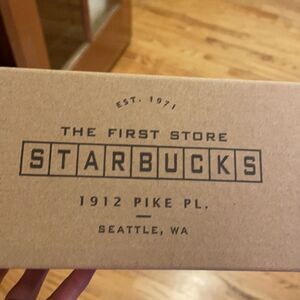 EST. 1971
THE FIRST STORE
STARBUCKS
1912 PIKE PL.
SEATTLE, WA